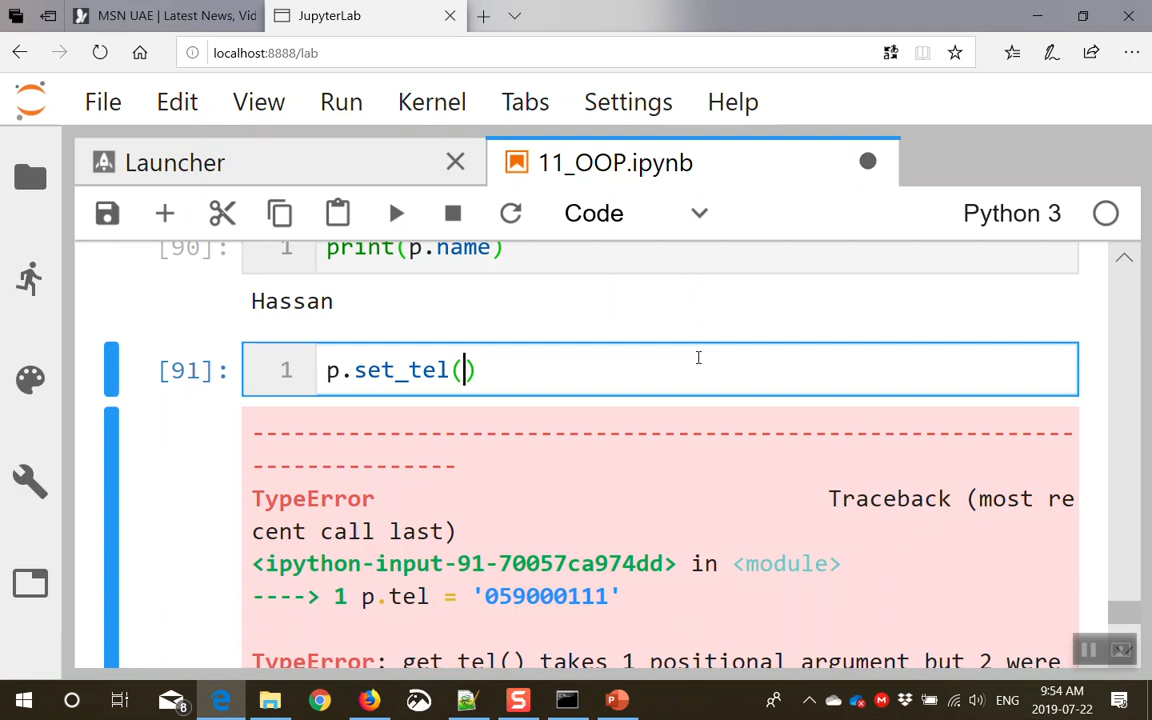 MSN UAE | Latest News, Vid
JupyterLab
localhost:8888/lab
File Edit View Run Kernel Tabs Settings Help
Launcher
11_OOP.ipynb
Code
Python 3
[90]: 1 print(p.name)
Hassan
[91]: 1 p.set_tel()
---------------------------------------------------------------
---------------
TypeError Traceback (most re
cent call last)
<ipython-input-91-70057ca974dd> in <module>
----> 1 p.tel = '059000111'
TypeError: get_tel() takes 1 positional argument but 2 were
8
ENG
9:54 AM
2019-07-22